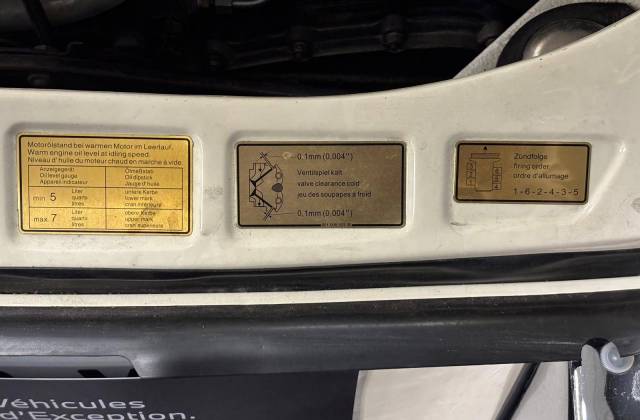 Motorölstand bei warmen Motor im Leerlauf.
Warm engine oil level at idling speed.
Niveau d'huile du moteur chaud en marche à vide.
Anzeigegerät
Oil level gauge
Appareil indicateur
Ölmeßstab
Oil dipstick
Jauge d'huile
min. 5 Liter quarts litres
untere Kerbe
lower mark
cran inférieure
max. 7 Liter quarts litres
obere Kerbe
upper mark
cran supérieure
0,1mm (0,004")
Ventilspiel kalt
valve clearance cold
jeu des soupapes à froid
0,1mm (0,004")
Zündfolge
firing order
ordre d'allumage
1-6-2-4-3-5
Véhicules
d'Exception.